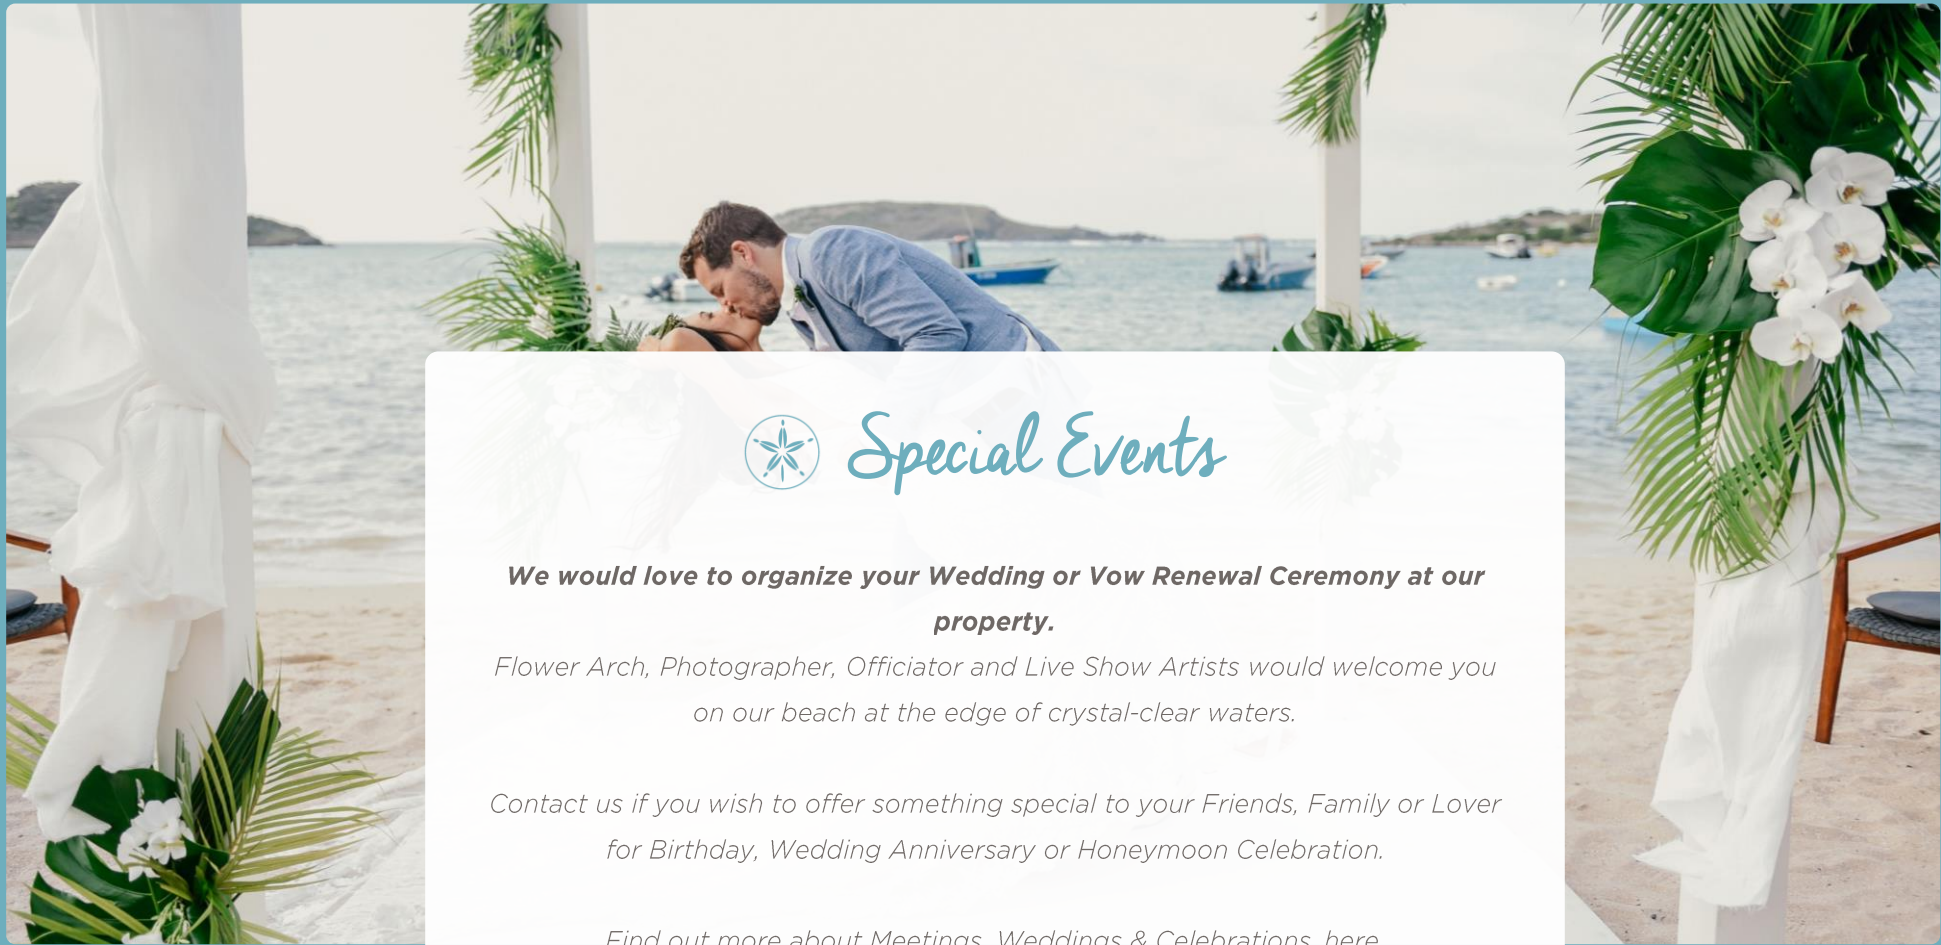 Special Events
We would love to organize your Wedding or Vow Renewal Ceremony at our
property.
Flower Arch, Photographer, Officiator and Live Show Artists would welcome you
on our beach at the edge of crystal-clear waters.
Contact us if you wish to offer something special to your Friends, Family or Lover
for Birthday, Wedding Anniversary or Honeymoon Celebration.
Find out more about Meetings, Weddings & Celebrations, here